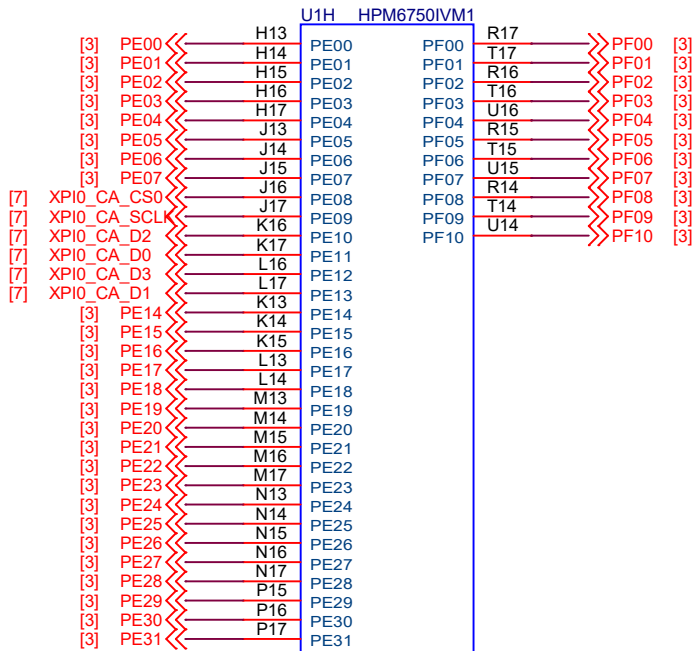 U1H HPM6750IVM1
[3] PE00 H13 PE00 PF00 R17 PF00 [3]
[3] PE01 H14 PE01 PF01 T17 PF01 [3]
[3] PE02 H15 PE02 PF02 R16 PF02 [3]
[3] PE03 H16 PE03 PF03 T16 PF03 [3]
[3] PE04 H17 PE04 PF04 U16 PF04 [3]
[3] PE05 J13 PE05 PF05 R15 PF05 [3]
[3] PE06 J14 PE06 PF06 T15 PF06 [3]
[3] PE07 J15 PE07 PF07 U15 PF07 [3]
[7] XPI0_CA_CS0 J16 PE08 PF08 R14 PF08 [3]
[7] XPI0_CA_SCLK J17 PE09 PF09 T14 PF09 [3]
[7] XPI0_CA_D2 K16 PE10 PF10 U14 PF10 [3]
[7] XPI0_CA_D0 K17 PE11
[7] XPI0_CA_D3 L16 PE12
[7] XPI0_CA_D1 L17 PE13
[3] PE14 K13 PE14
[3] PE15 K14 PE15
[3] PE16 K15 PE16
[3] PE17 L13 PE17
[3] PE18 L14 PE18
[3] PE19 M13 PE19
[3] PE20 M14 PE20
[3] PE21 M15 PE21
[3] PE22 M16 PE22
[3] PE23 M17 PE23
[3] PE24 N13 PE24
[3] PE25 N14 PE25
[3] PE26 N15 PE26
[3] PE27 N16 PE27
[3] PE28 N17 PE28
[3] PE29 P15 PE29
[3] PE30 P16 PE30
[3] PE31 P17 PE31